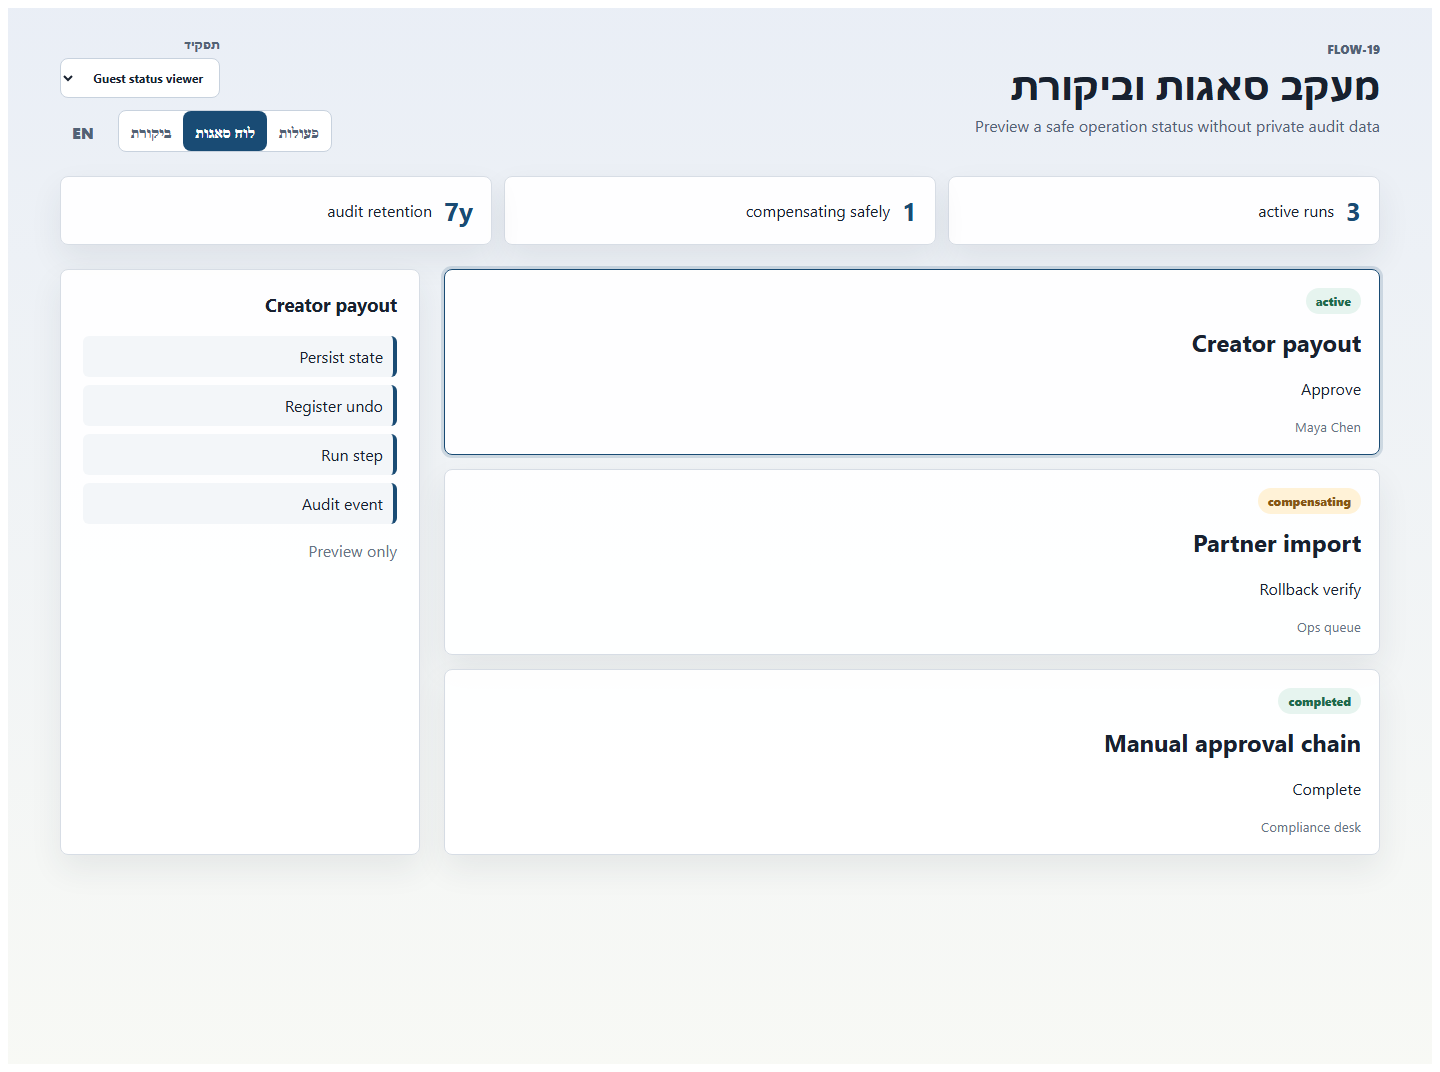 FLOW-19
מעקב סאגות וביקורת
Preview a safe operation status without private audit data
תפקיד
Guest status viewer
פעולות
לוח סאגות
ביקורת
EN
3 active runs
1 compensating safely
7y audit retention
active
Creator payout
Approve
Maya Chen
compensating
Partner import
Rollback verify
Ops queue
completed
Manual approval chain
Complete
Compliance desk
Creator payout
Persist state
Register undo
Run step
Audit event
Preview only